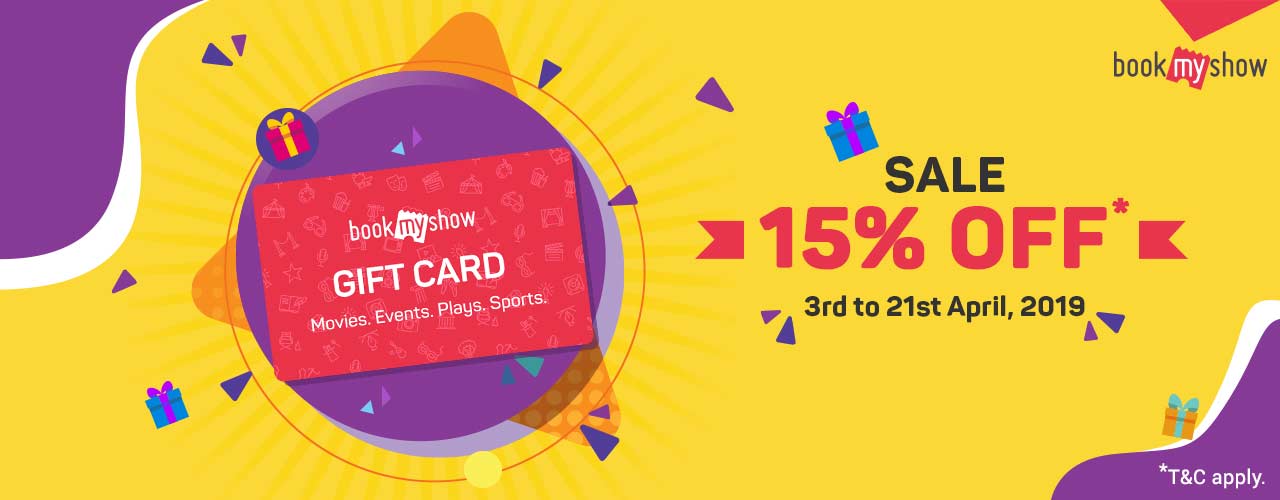 bookmyshow
GIFT CARD
Movies. Events. Plays. Sports.
bookmyshow
SALE
15% OFF*
3rd to 21st April, 2019
*T&C apply.